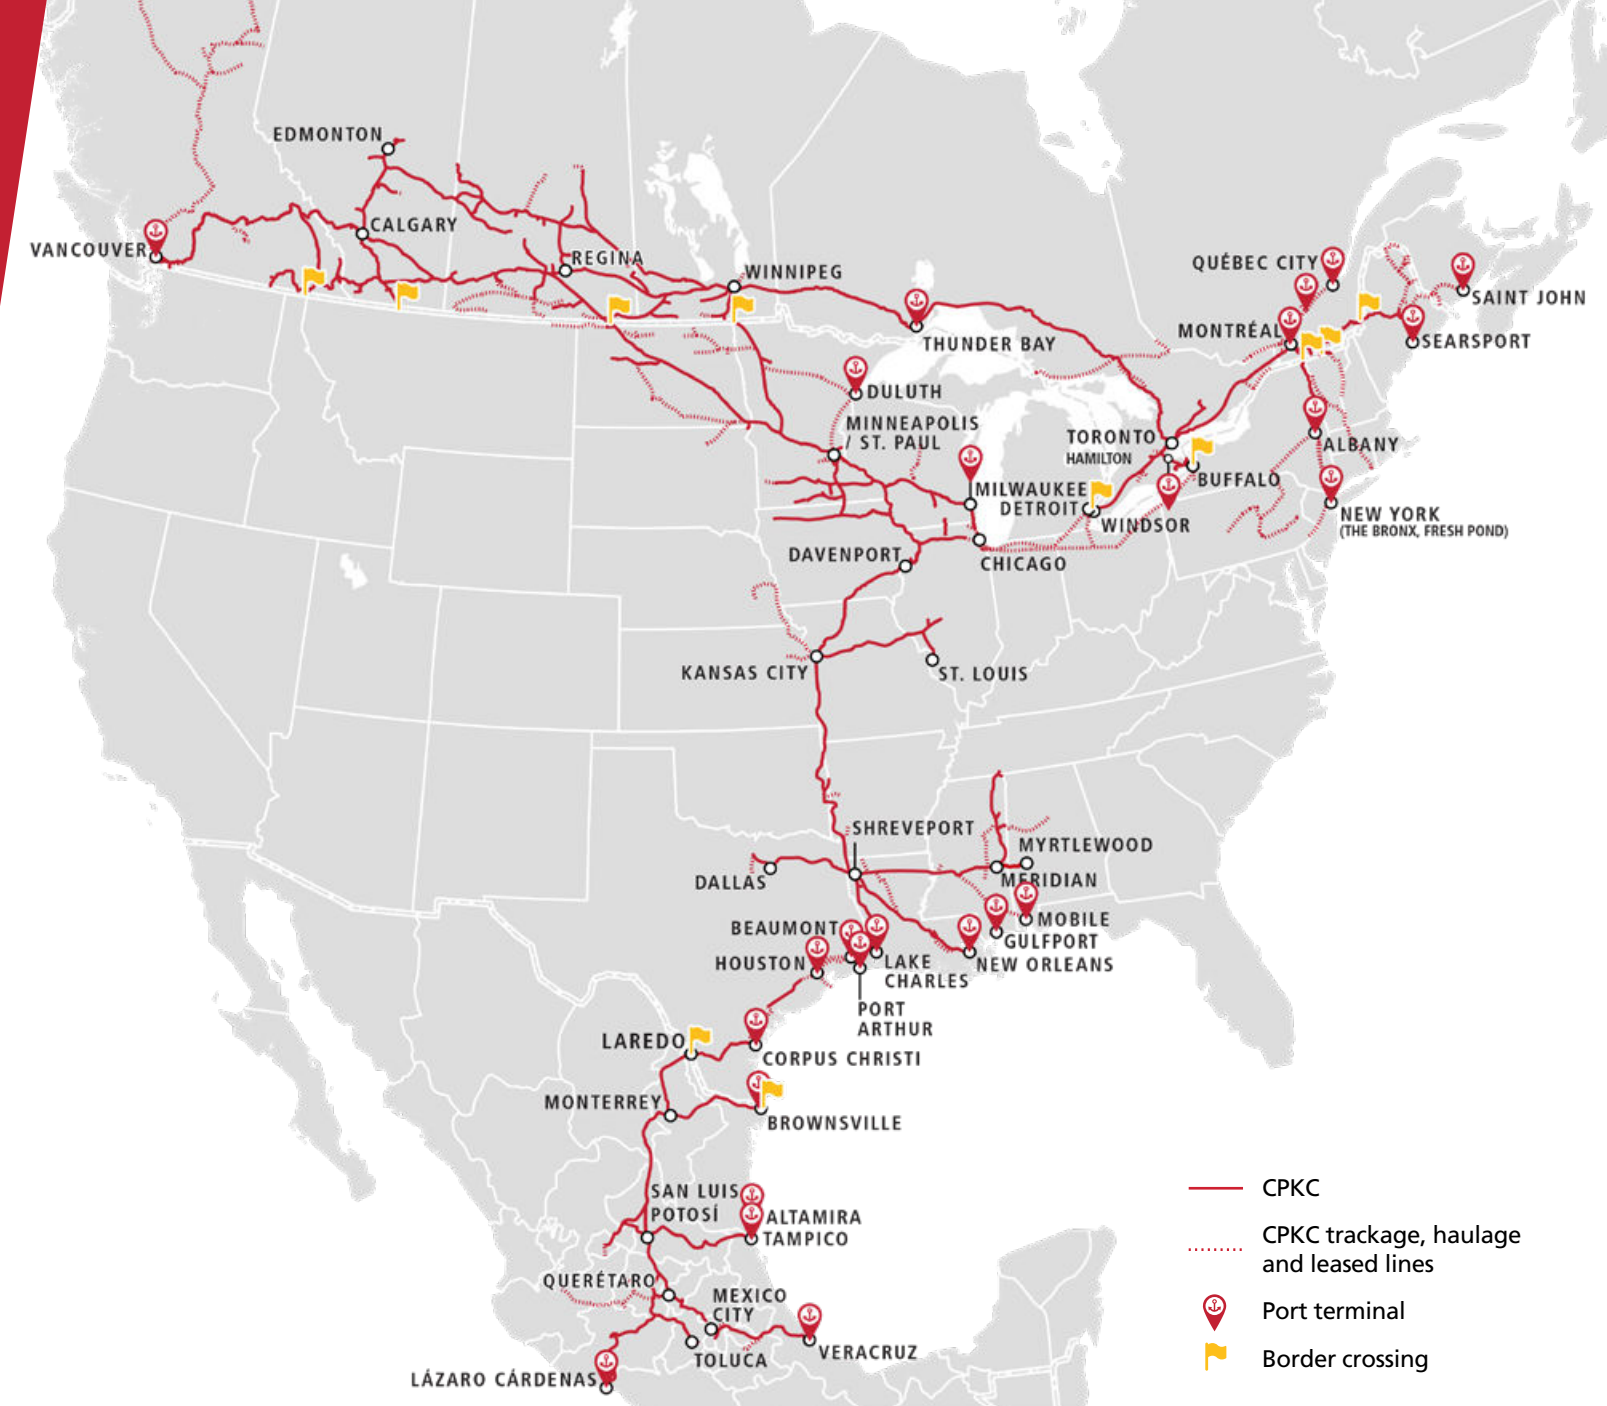 EDMONTON
CALGARY
VANCOUVER
REGINA
WINNIPEG
QUÉBEC CITY
SAINT JOHN
MONTRÉAL
SEARSPORT
THUNDER BAY
DULUTH
MINNEAPOLIS
/ ST. PAUL
TORONTO
HAMILTON
ALBANY
BUFFALO
MILWAUKEE
DETROIT
WINDSOR
NEW YORK
(THE BRONX, FRESH POND)
DAVENPORT
CHICAGO
KANSAS CITY
ST. LOUIS
SHREVEPORT
MYRTLEWOOD
DALLAS
MERIDIAN
MOBILE
BEAUMONT
GULFPORT
HOUSTON
LAKE
CHARLES
NEW ORLEANS
PORT
ARTHUR
LAREDO
CORPUS CHRISTI
MONTERREY
BROWNSVILLE
SAN LUIS
POTOSÍ
ALTAMIRA
TAMPICO
QUERÉTARO
MEXICO
CITY
TOLUCA
VERACRUZ
LÁZARO CÁRDENAS
CPKC
CPKC trackage, haulage
and leased lines
Port terminal
Border crossing